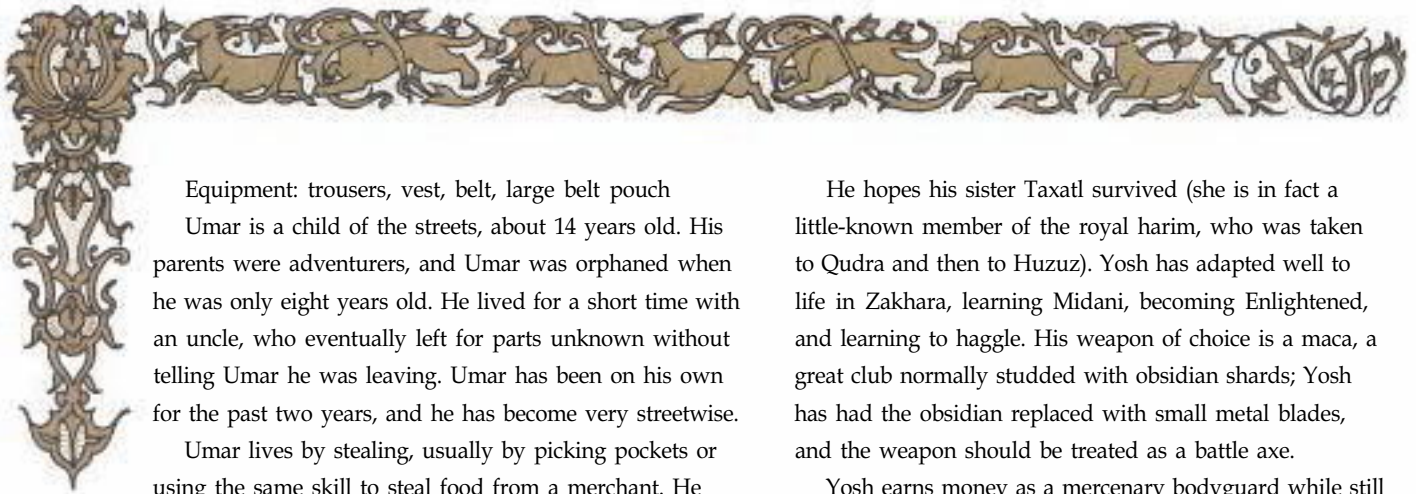 Equipment: trousers, vest, belt, large belt pouch
Umar is a child of the streets, about 14 years old. His
parents were adventurers, and Umar was orphaned when
he was only eight years old. He lived for a short time with
an uncle, who eventually left for parts unknown without
telling Umar he was leaving. Umar has been on his own
for the past two years, and he has become very streetwise.
Umar lives by stealing, usually by picking pockets or
using the same skill to steal food from a merchant. He
He hopes his sister Taxatl survived (she is in fact a
little-known member of the royal harim, who was taken
to Qudra and then to Huzuz). Yosh has adapted well to
life in Zakhara, learning Midani, becoming Enlightened,
and learning to haggle. His weapon of choice is a maca, a
great club normally studded with obsidian shards; Yosh
has had the obsidian replaced with small metal blades,
and the weapon should be treated as a battle axe.
Yosh earns money as a mercenary bodyguard while still